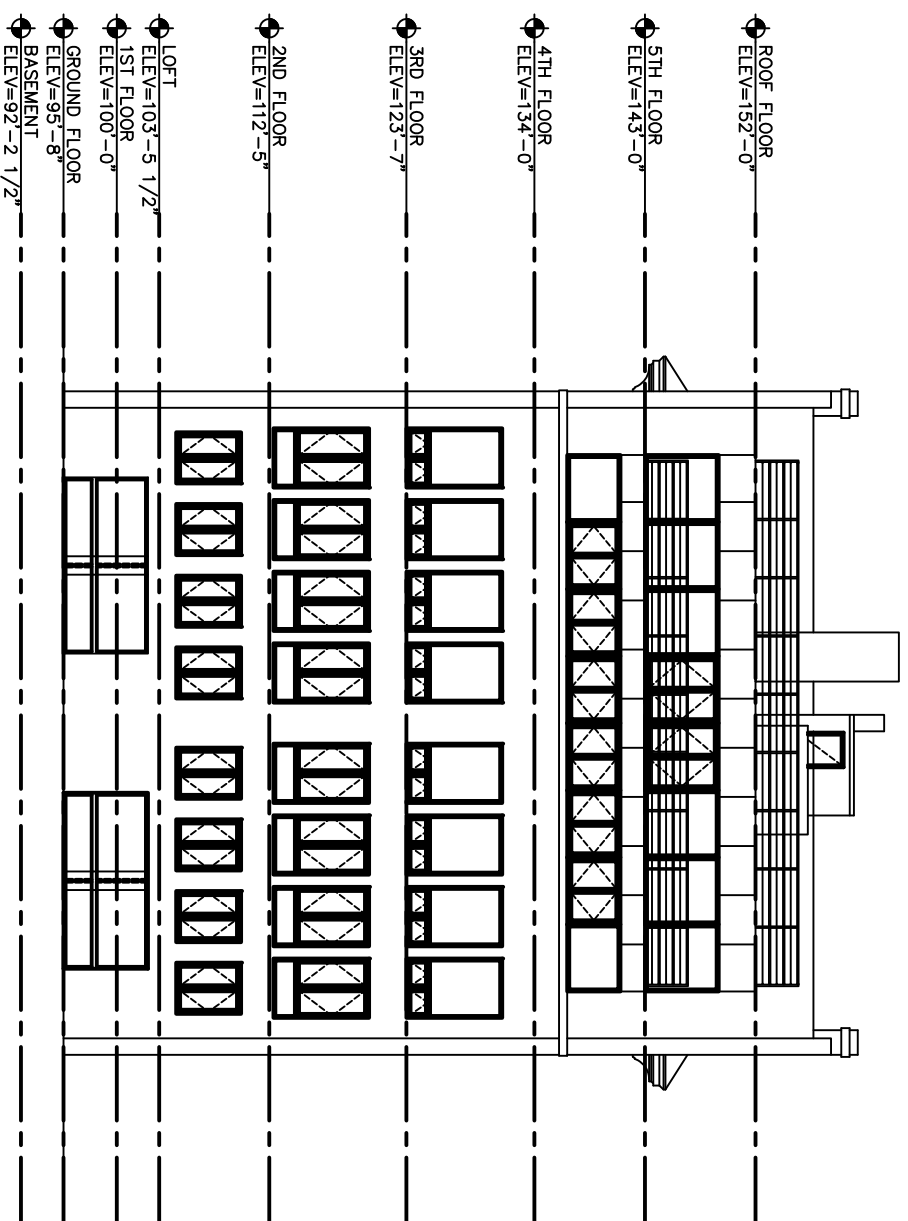 ROOF FLOOR
ELEV=152'-0"
5TH FLOOR
ELEV=143'-0"
4TH FLOOR
ELEV=134'-0"
3RD FLOOR
ELEV=123'-7"
2ND FLOOR
ELEV=112'-5"
LOFT
ELEV=103'-5 1/2"
1ST FLOOR
ELEV=100'-0"
GROUND FLOOR
ELEV=95'-8"
BASEMENT
ELEV=92'-2 1/2"